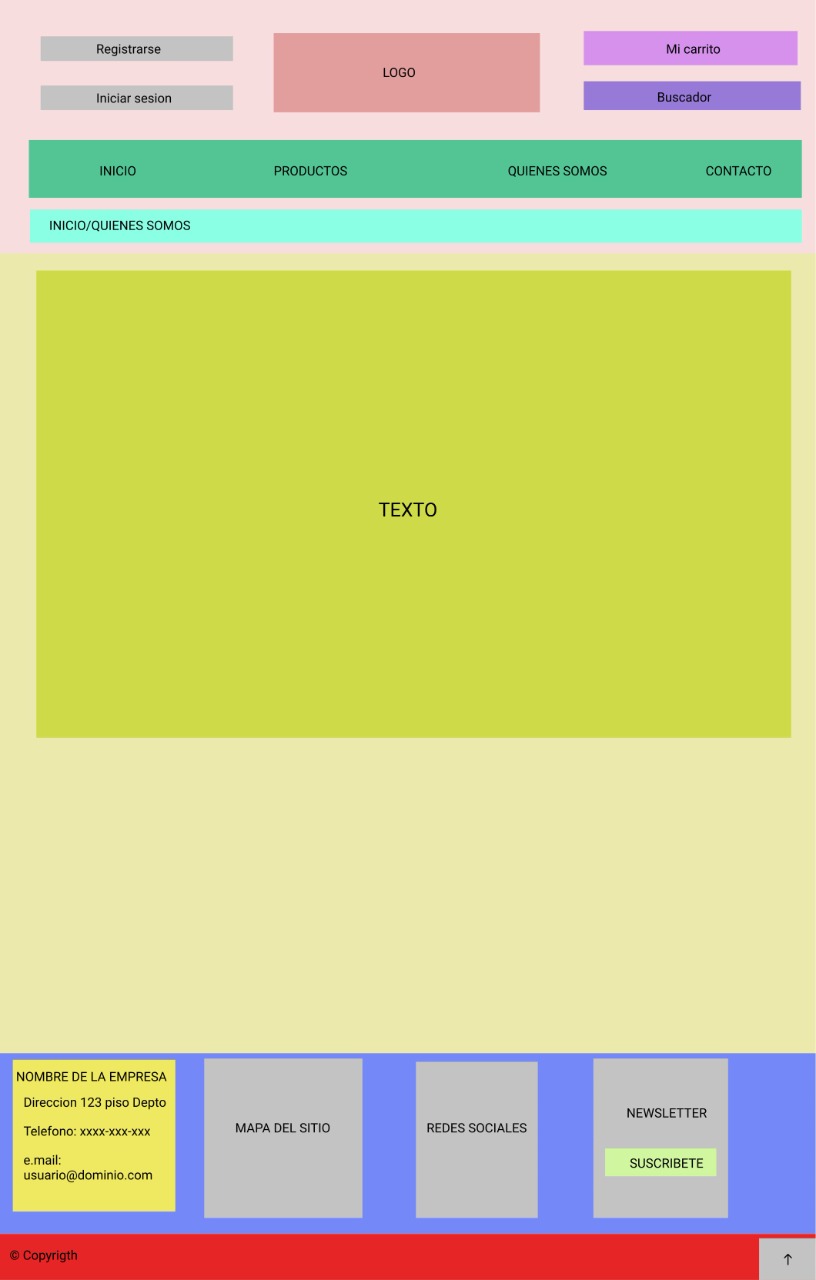 Registrarse
Iniciar sesion
LOGO
Mi carrito
Buscador
INICIO
PRODUCTOS
QUIENES SOMOS
CONTACTO
INICIO/QUIENES SOMOS
TEXTO
NOMBRE DE LA EMPRESA
Direccion 123 piso Depto
Telefono: xxxx-xxx-xxx
e.mail:
usuario@dominio.com
MAPA DEL SITIO
REDES SOCIALES
NEWSLETTER
SUSCRIBETE
© Copyrigth
↑